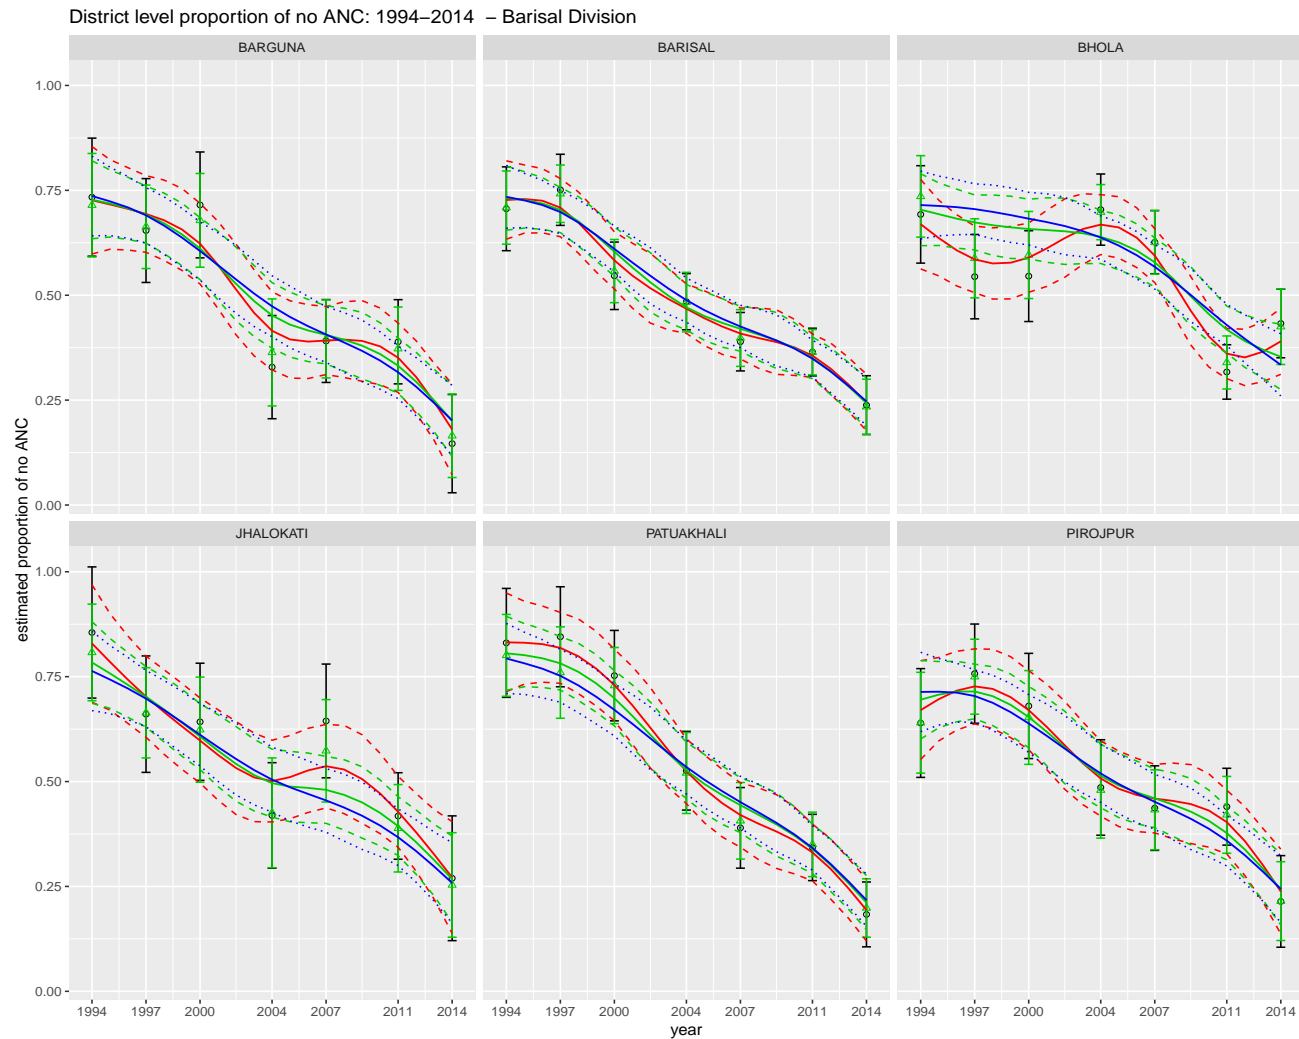 District level proportion of no ANC: 1994−2014  − Barisal Division
BARGUNA
BARISAL
BHOLA
1.00
0.75
0.50
0.25
0.00
estimated proportion of no ANC
JHALOKATI
PATUAKHALI
PIROJPUR
1.00
0.75
0.50
0.25
0.00
1994 1997 2000 2004 2007 2011 2014
1994 1997 2000 2004 2007 2011 2014
1994 1997 2000 2004 2007 2011 2014
year